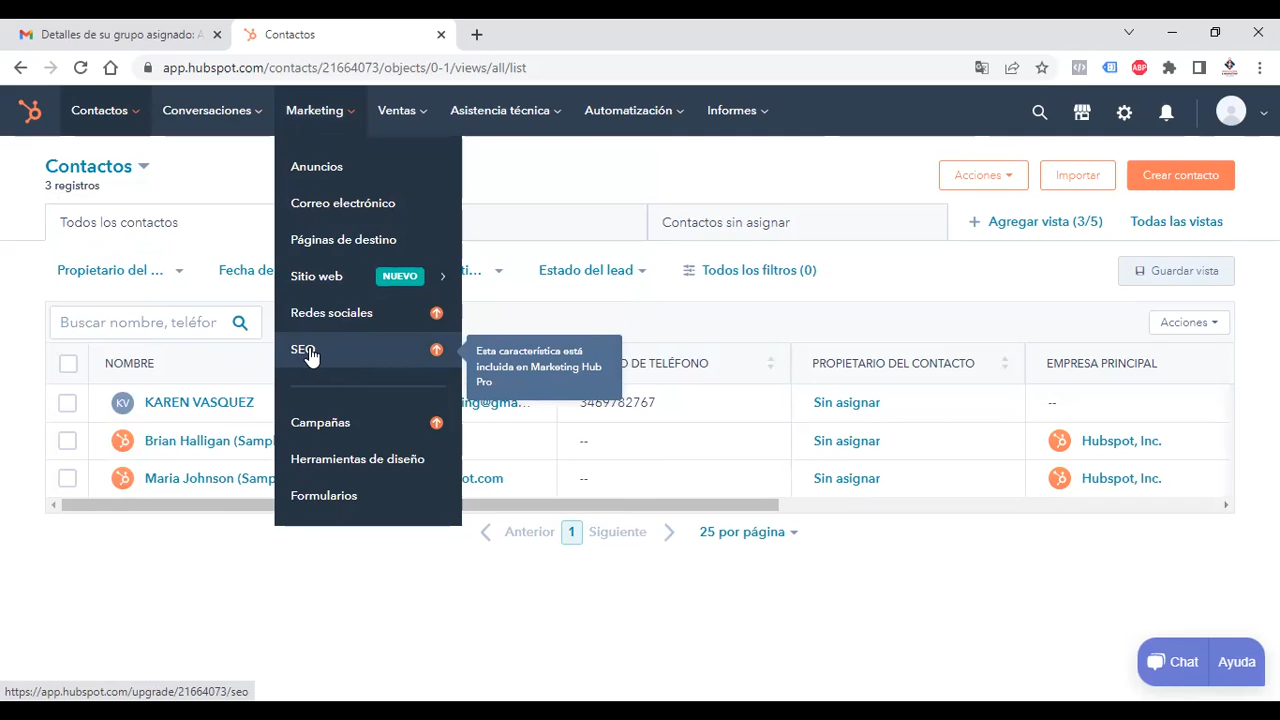 Detalles de su grupo asignado: A
Contactos
app.hubspot.com/contacts/21664073/objects/0-1/views/all/list
ABP
Contactos
Conversaciones
Marketing
Ventas
Asistencia técnica
Automatización
Informes
Contactos
3 registros
Acciones
Importar
Crear contacto
Todos los contactos
Contactos sin asignar
Agregar vista (3/5)
Todas las vistas
Propietario del ...
Fecha de
ti...
Estado del lead
Todos los filtros (0)
Guardar vista
Buscar nombre, teléfor
Acciones
NOMBRE
O DE TELÉFONO
PROPIETARIO DEL CONTACTO
EMPRESA PRINCIPAL
KV
KAREN VASQUEZ
ing@gma...
3469782767
Sin asignar
--
Brian Halligan (Samp
--
Sin asignar
Hubspot, Inc.
Maria Johnson (Samp
ot.com
--
Sin asignar
Hubspot, Inc.
Anterior
1
Siguiente
25 por página
Anuncios
Correo electrónico
Páginas de destino
Sitio web
NUEVO
Redes sociales
SEO
Esta característica está
incluida en Marketing Hub
Pro
Campañas
Herramientas de diseño
Formularios
Chat
Ayuda
https://app.hubspot.com/upgrade/21664073/seo